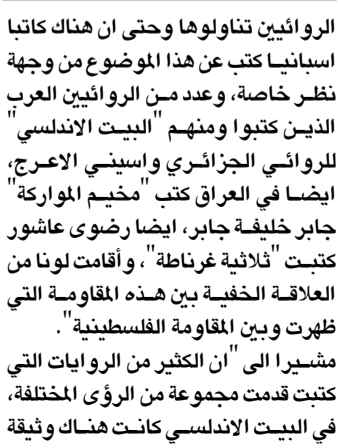 الروائيين تناولوها وحتى ان هناك كاتبا
اسبانيا كتب عن هذا الموضوع من وجهة
نظر خاصة، وعدد من الروائيين العرب
الذين كتبوا ومنهم "البيت الاندلسي"
للروائي الجزائري واسيني الاعرج،
ايضا في العراق كتب "مخيم المواركة"
جابر خليفة جابر، ايضا رضوى عاشور
كتبت "ثلاثية غرناطة"، وأقامت لونا من
العلاقة الخفية بين هذه المقاومة التي
ظهرت وبين المقاومة الفلسطينية".
مشيرا الى "ان الكثير من الروايات التي
كتبت قدمت مجموعة من الرؤى المختلفة،
في البيت الاندلسي كانت هناك وثيقة